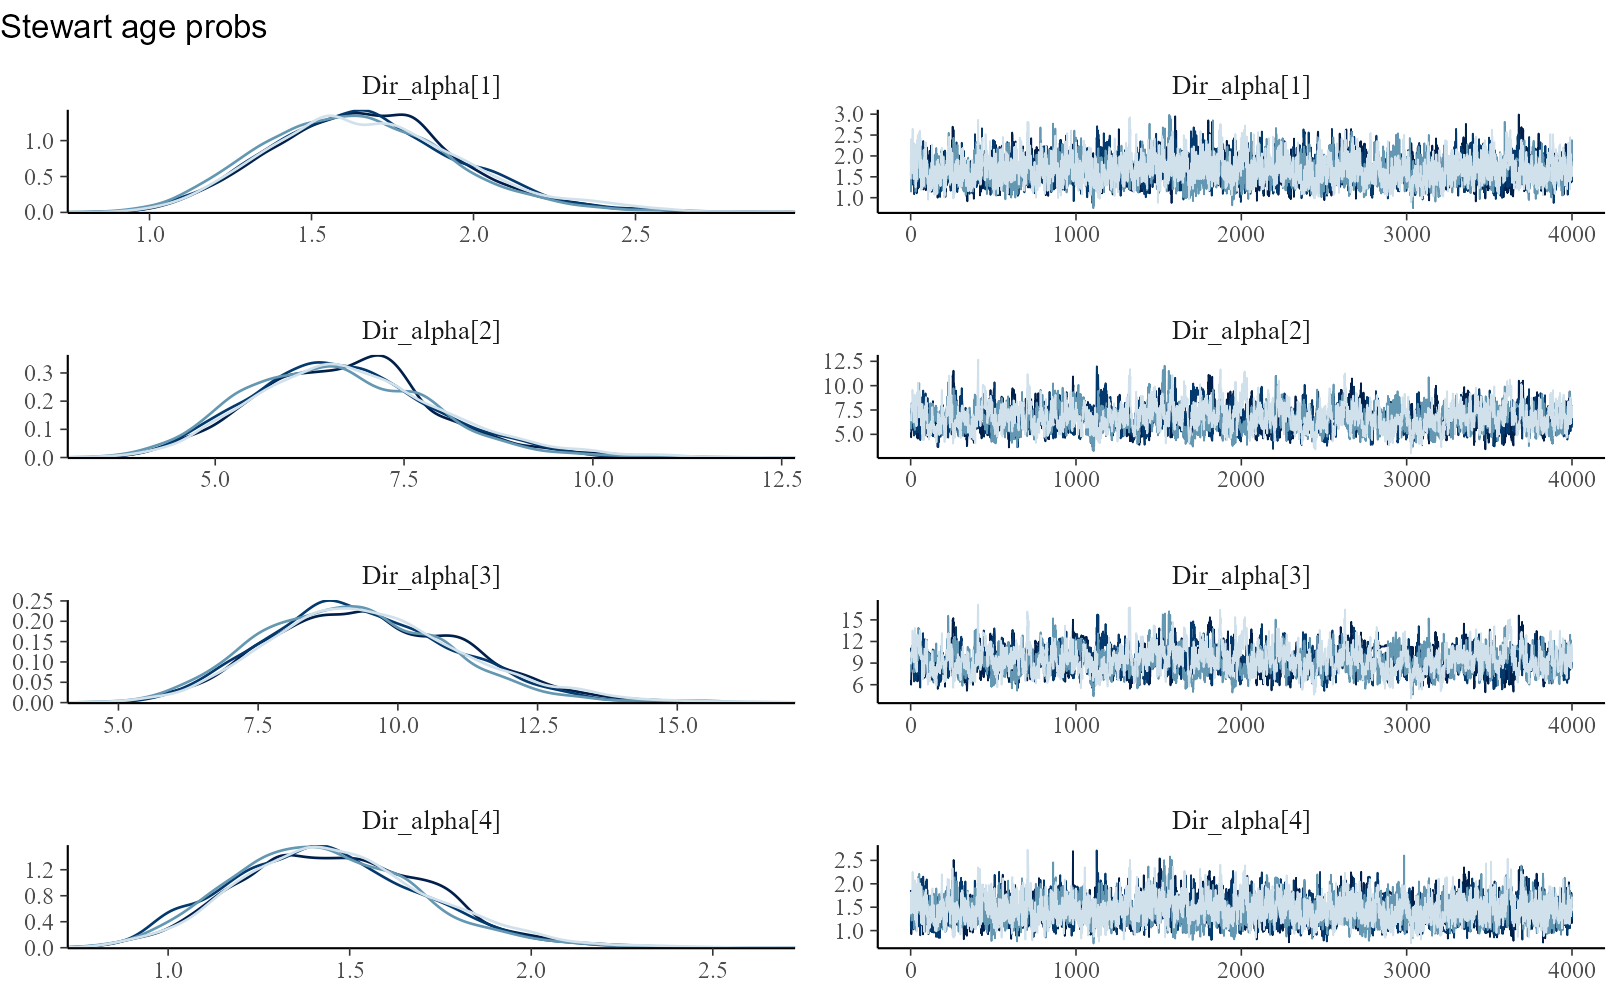 Stewart age probs
Dir_alpha[1]
1.0
0.5
0.0
1.0 1.5 2.0 2.5
Dir_alpha[1]
3.0
2.5
2.0
1.5
1.0
0 1000 2000 3000 4000
Dir_alpha[2]
0.3
0.2
0.1
0.0
5.0 7.5 10.0 12.5
Dir_alpha[2]
12.5
10.0
7.5
5.0
0 1000 2000 3000 4000
Dir_alpha[3]
0.25
0.20
0.15
0.10
0.05
0.00
5.0 7.5 10.0 12.5 15.0
Dir_alpha[3]
15
12
9
6
0 1000 2000 3000 4000
Dir_alpha[4]
1.2
0.8
0.4
0.0
1.0 1.5 2.0 2.5
Dir_alpha[4]
2.5
2.0
1.5
1.0
0 1000 2000 3000 4000